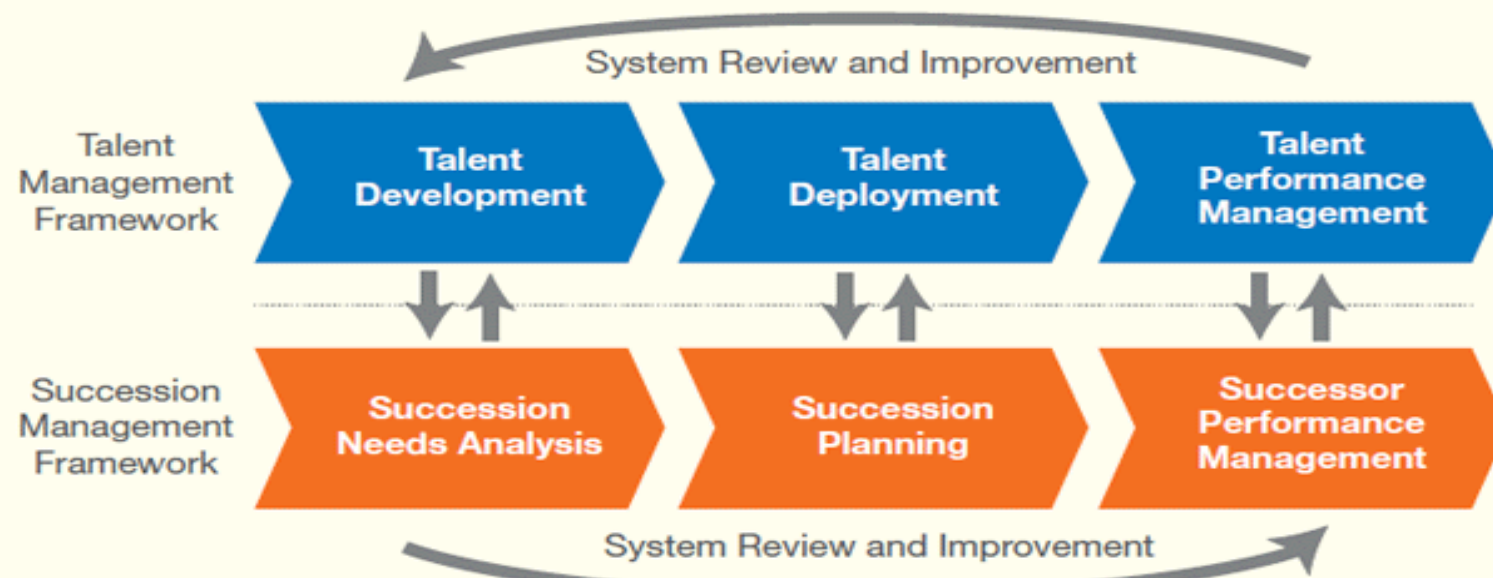 System Review and Improvement
Talent
Management
Framework
Talent
Development
Talent
Deployment
Talent
Performance
Management
Succession
Management
Framework
Succession
Needs Analysis
Succession
Planning
Successor
Performance
Management
System Review and Improvement